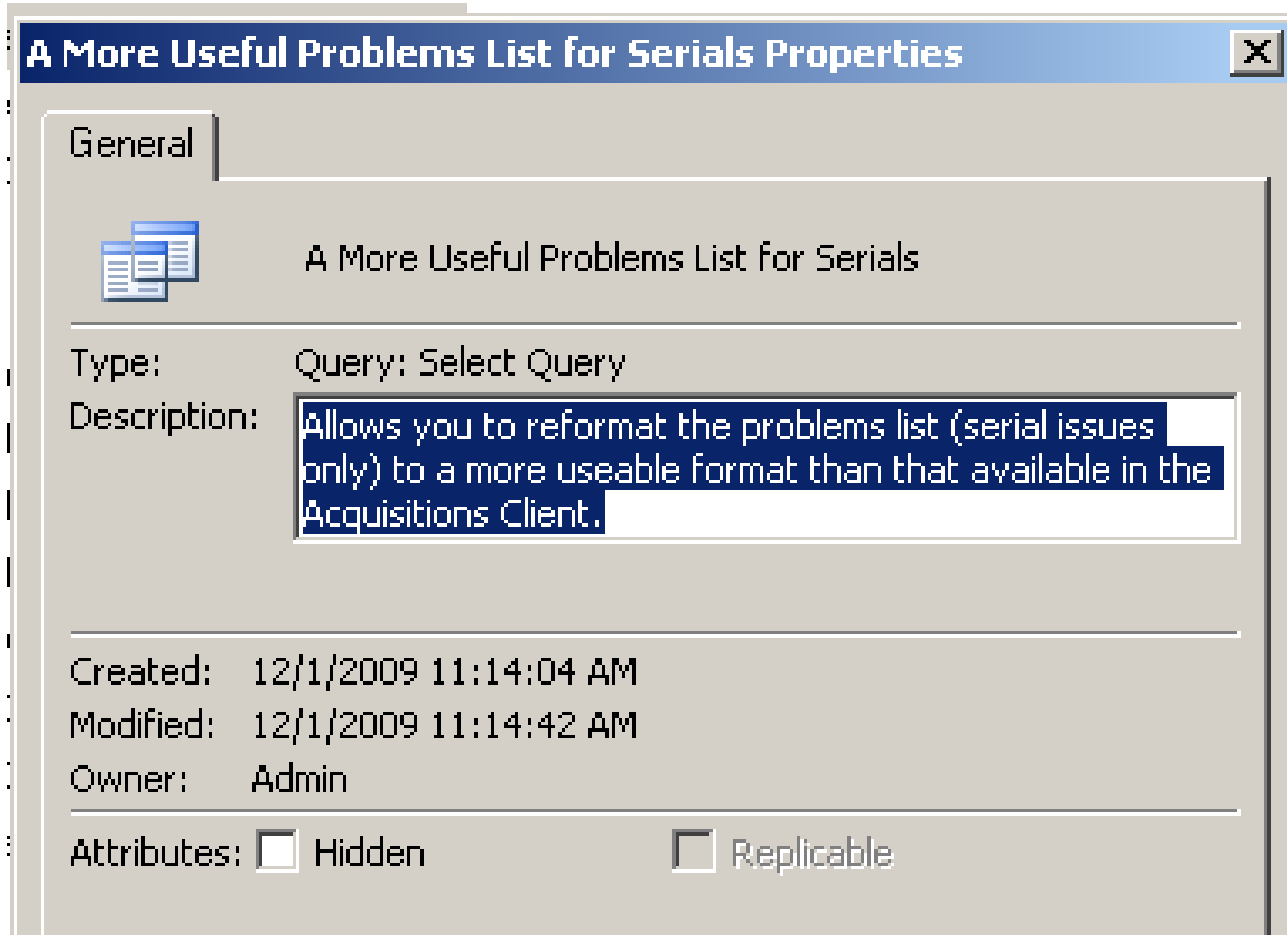 A More Useful Problems List for Serials Properties
General
A More Useful Problems List for Serials
Type: Query: Select Query
Description: Allows you to reformat the problems list (serial issues
only) to a more useable format than that available in the
Acquisitions Client.
Created: 12/1/2009 11:14:04 AM
Modified: 12/1/2009 11:14:42 AM
Owner: Admin
Attributes: Hidden Replicable